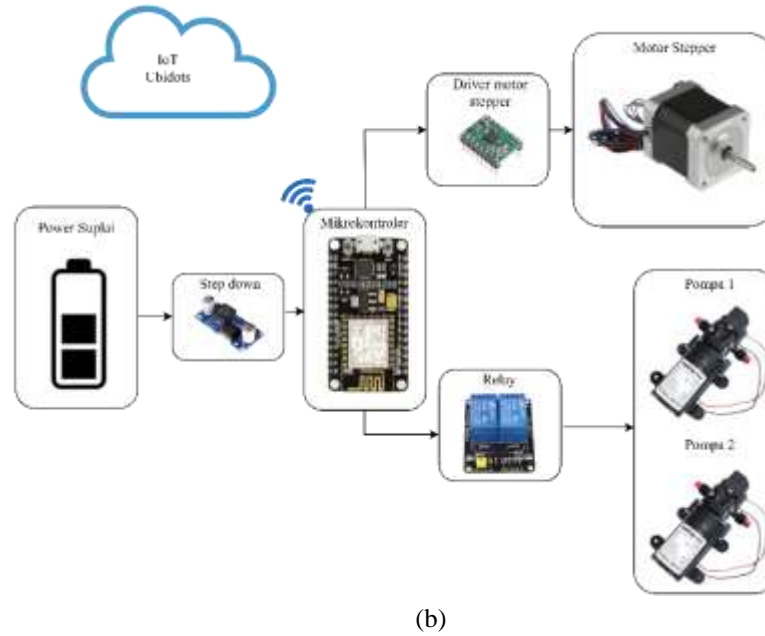 IoT
Ubidots
Motor Stepper
Driver motor
stepper
Power Suplai
Step down
Mikrokontroler
Pompa 1
Relay
Pompa 2
(b)